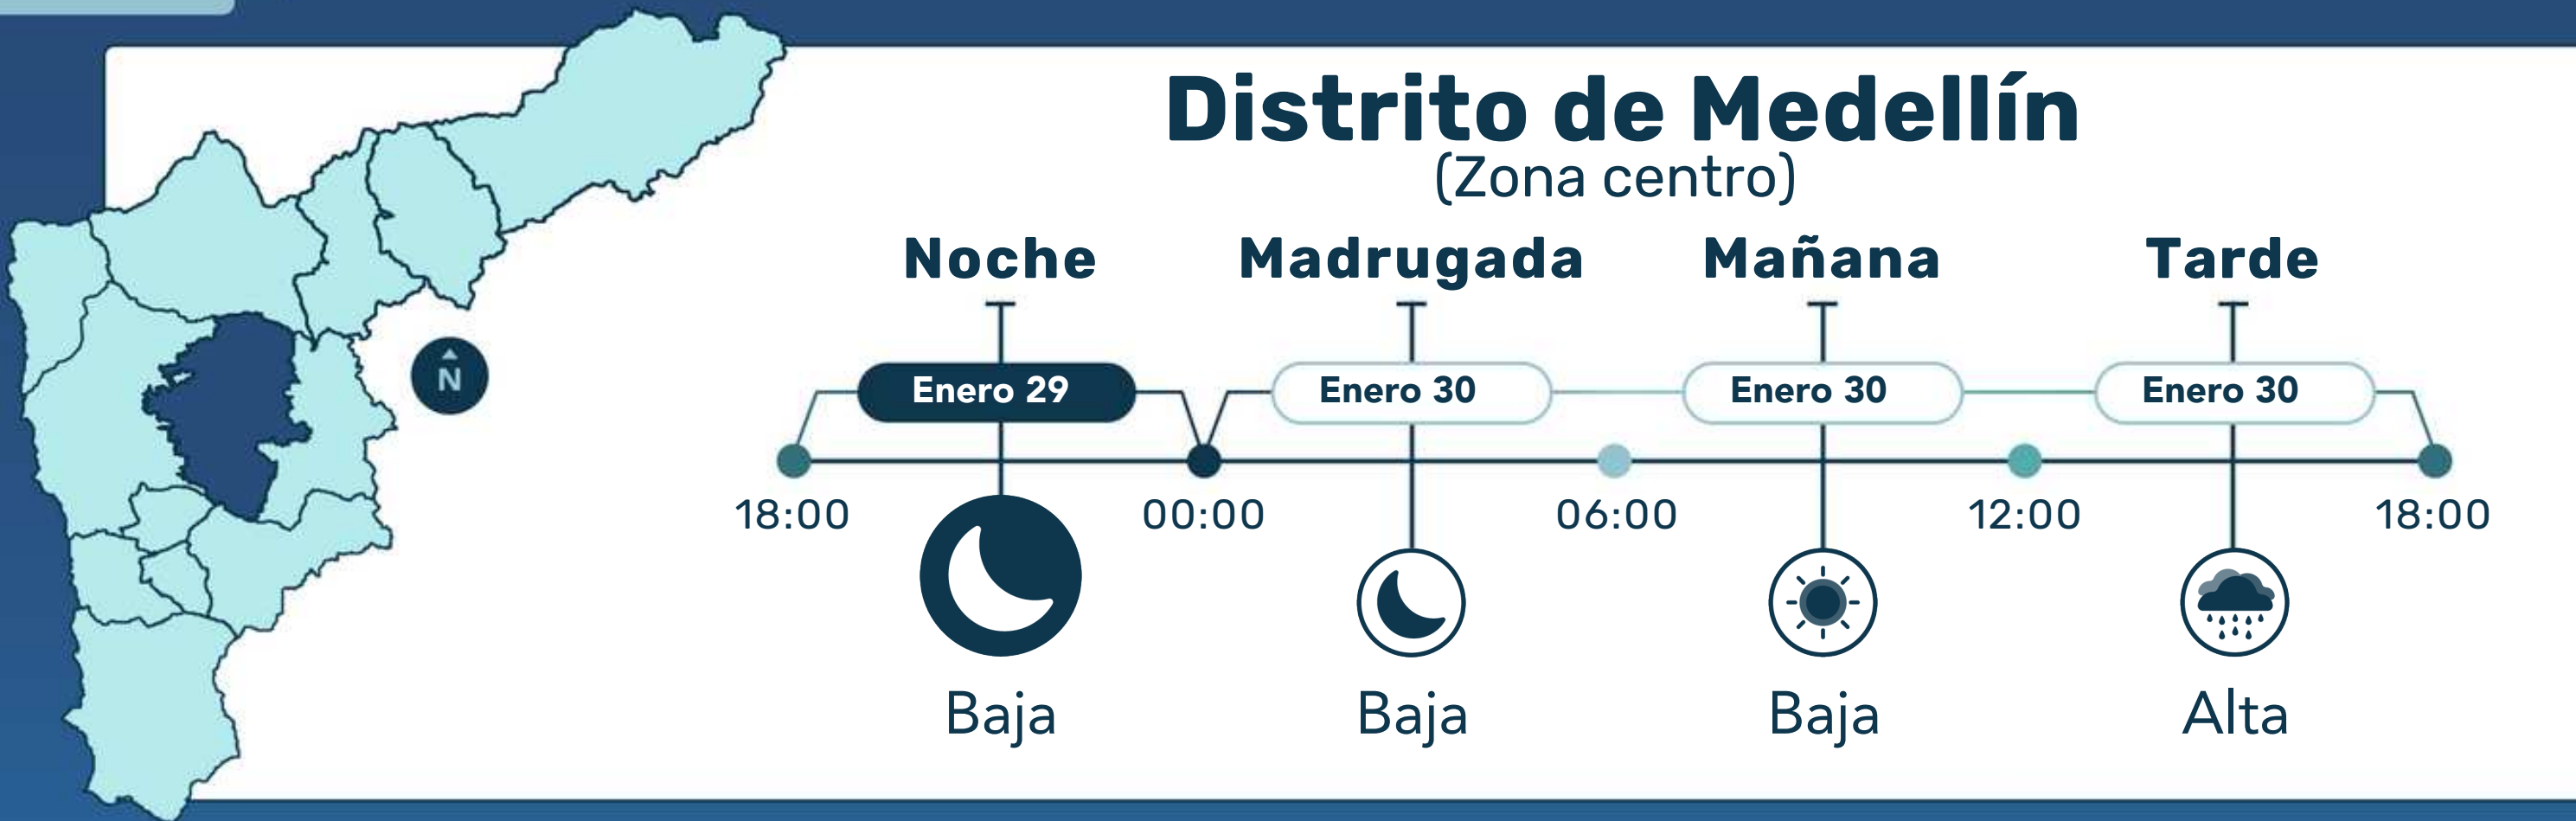 Distrito de Medellín
(Zona centro)
Noche Madrugada Mañana Tarde
Enero 29 Enero 30 Enero 30 Enero 30
N
18:00 00:00 06:00 12:00 18:00
Baja Baja Baja Alta